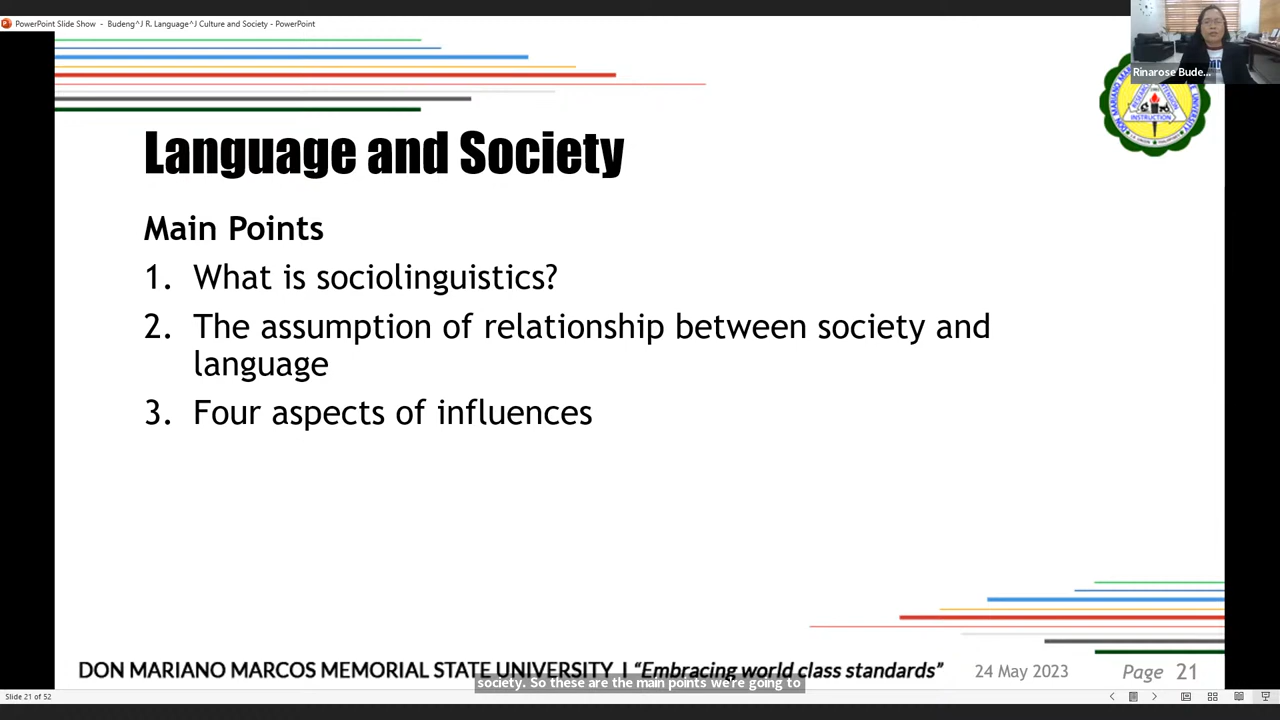 PowerPoint Slide Show - Budeng^J R. Language^J Culture and Society - PowerPoint
Rinarose Bude...
INSTRUCTION
Language and Society
Main Points
1. What is sociolinguistics?
2. The assumption of relationship between society and
language
3. Four aspects of influences
DON MARIANO MARCOS MEMORIAL STATE UNIVERSITY | “Embracing world class standards”
24 May 2023
Page 21
society. So these are the main points we're going to
Slide 21 of 52